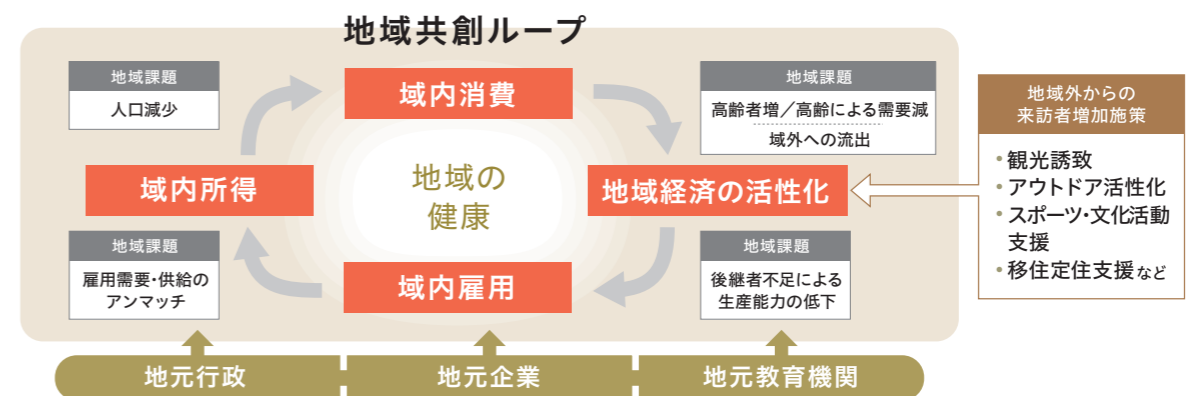 地域共創ループ
地域課題
人口減少
域内消費
地域課題
高齢者増／高齢による需要減
域外への流出
地域外からの
来訪者増加施策
•観光誘致
•アウトドア活性化
•スポーツ・文化活動
支援
•移住定住支援など
域内所得
地域の
健康
地域経済の活性化
地域課題
雇用需要・供給の
アンマッチ
域内雇用
地域課題
後継者不足による
生産能力の低下
地元行政
地元企業
地元教育機関